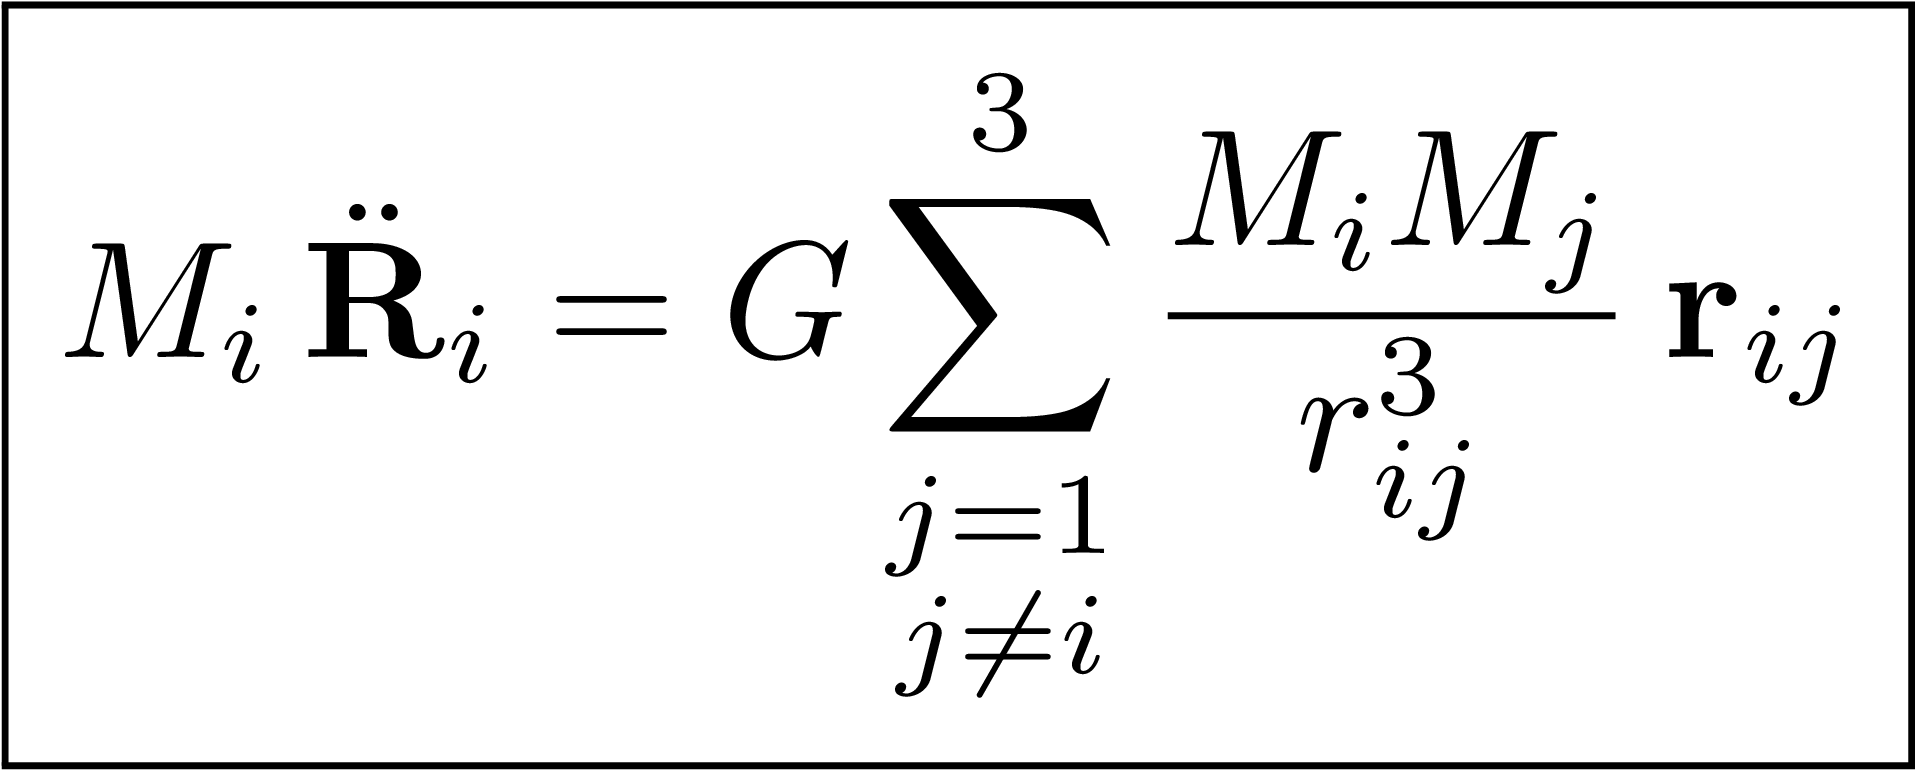 $M_i \, \ddot{\mathbf{R}}_i = G \sum_{\substack{j=1 \\ j \neq i}}^{3} \frac{M_i M_j}{r_{ij}^3} \, \mathbf{r}_{ij}$